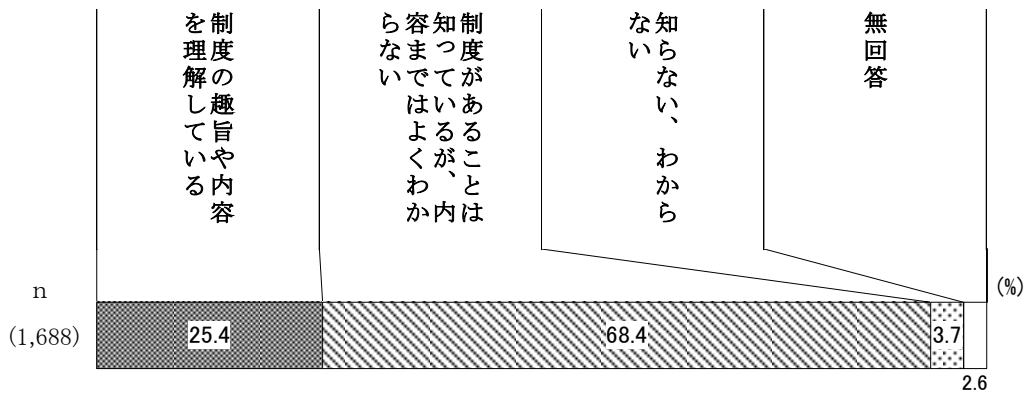 制度の趣旨や内容
を理解している
制度があることは
知っているが、内
容まではよくわか
らない
知らない、わから
ない
無回答
(%)
n
(1,688)
25.4
68.4
3.7
2.6